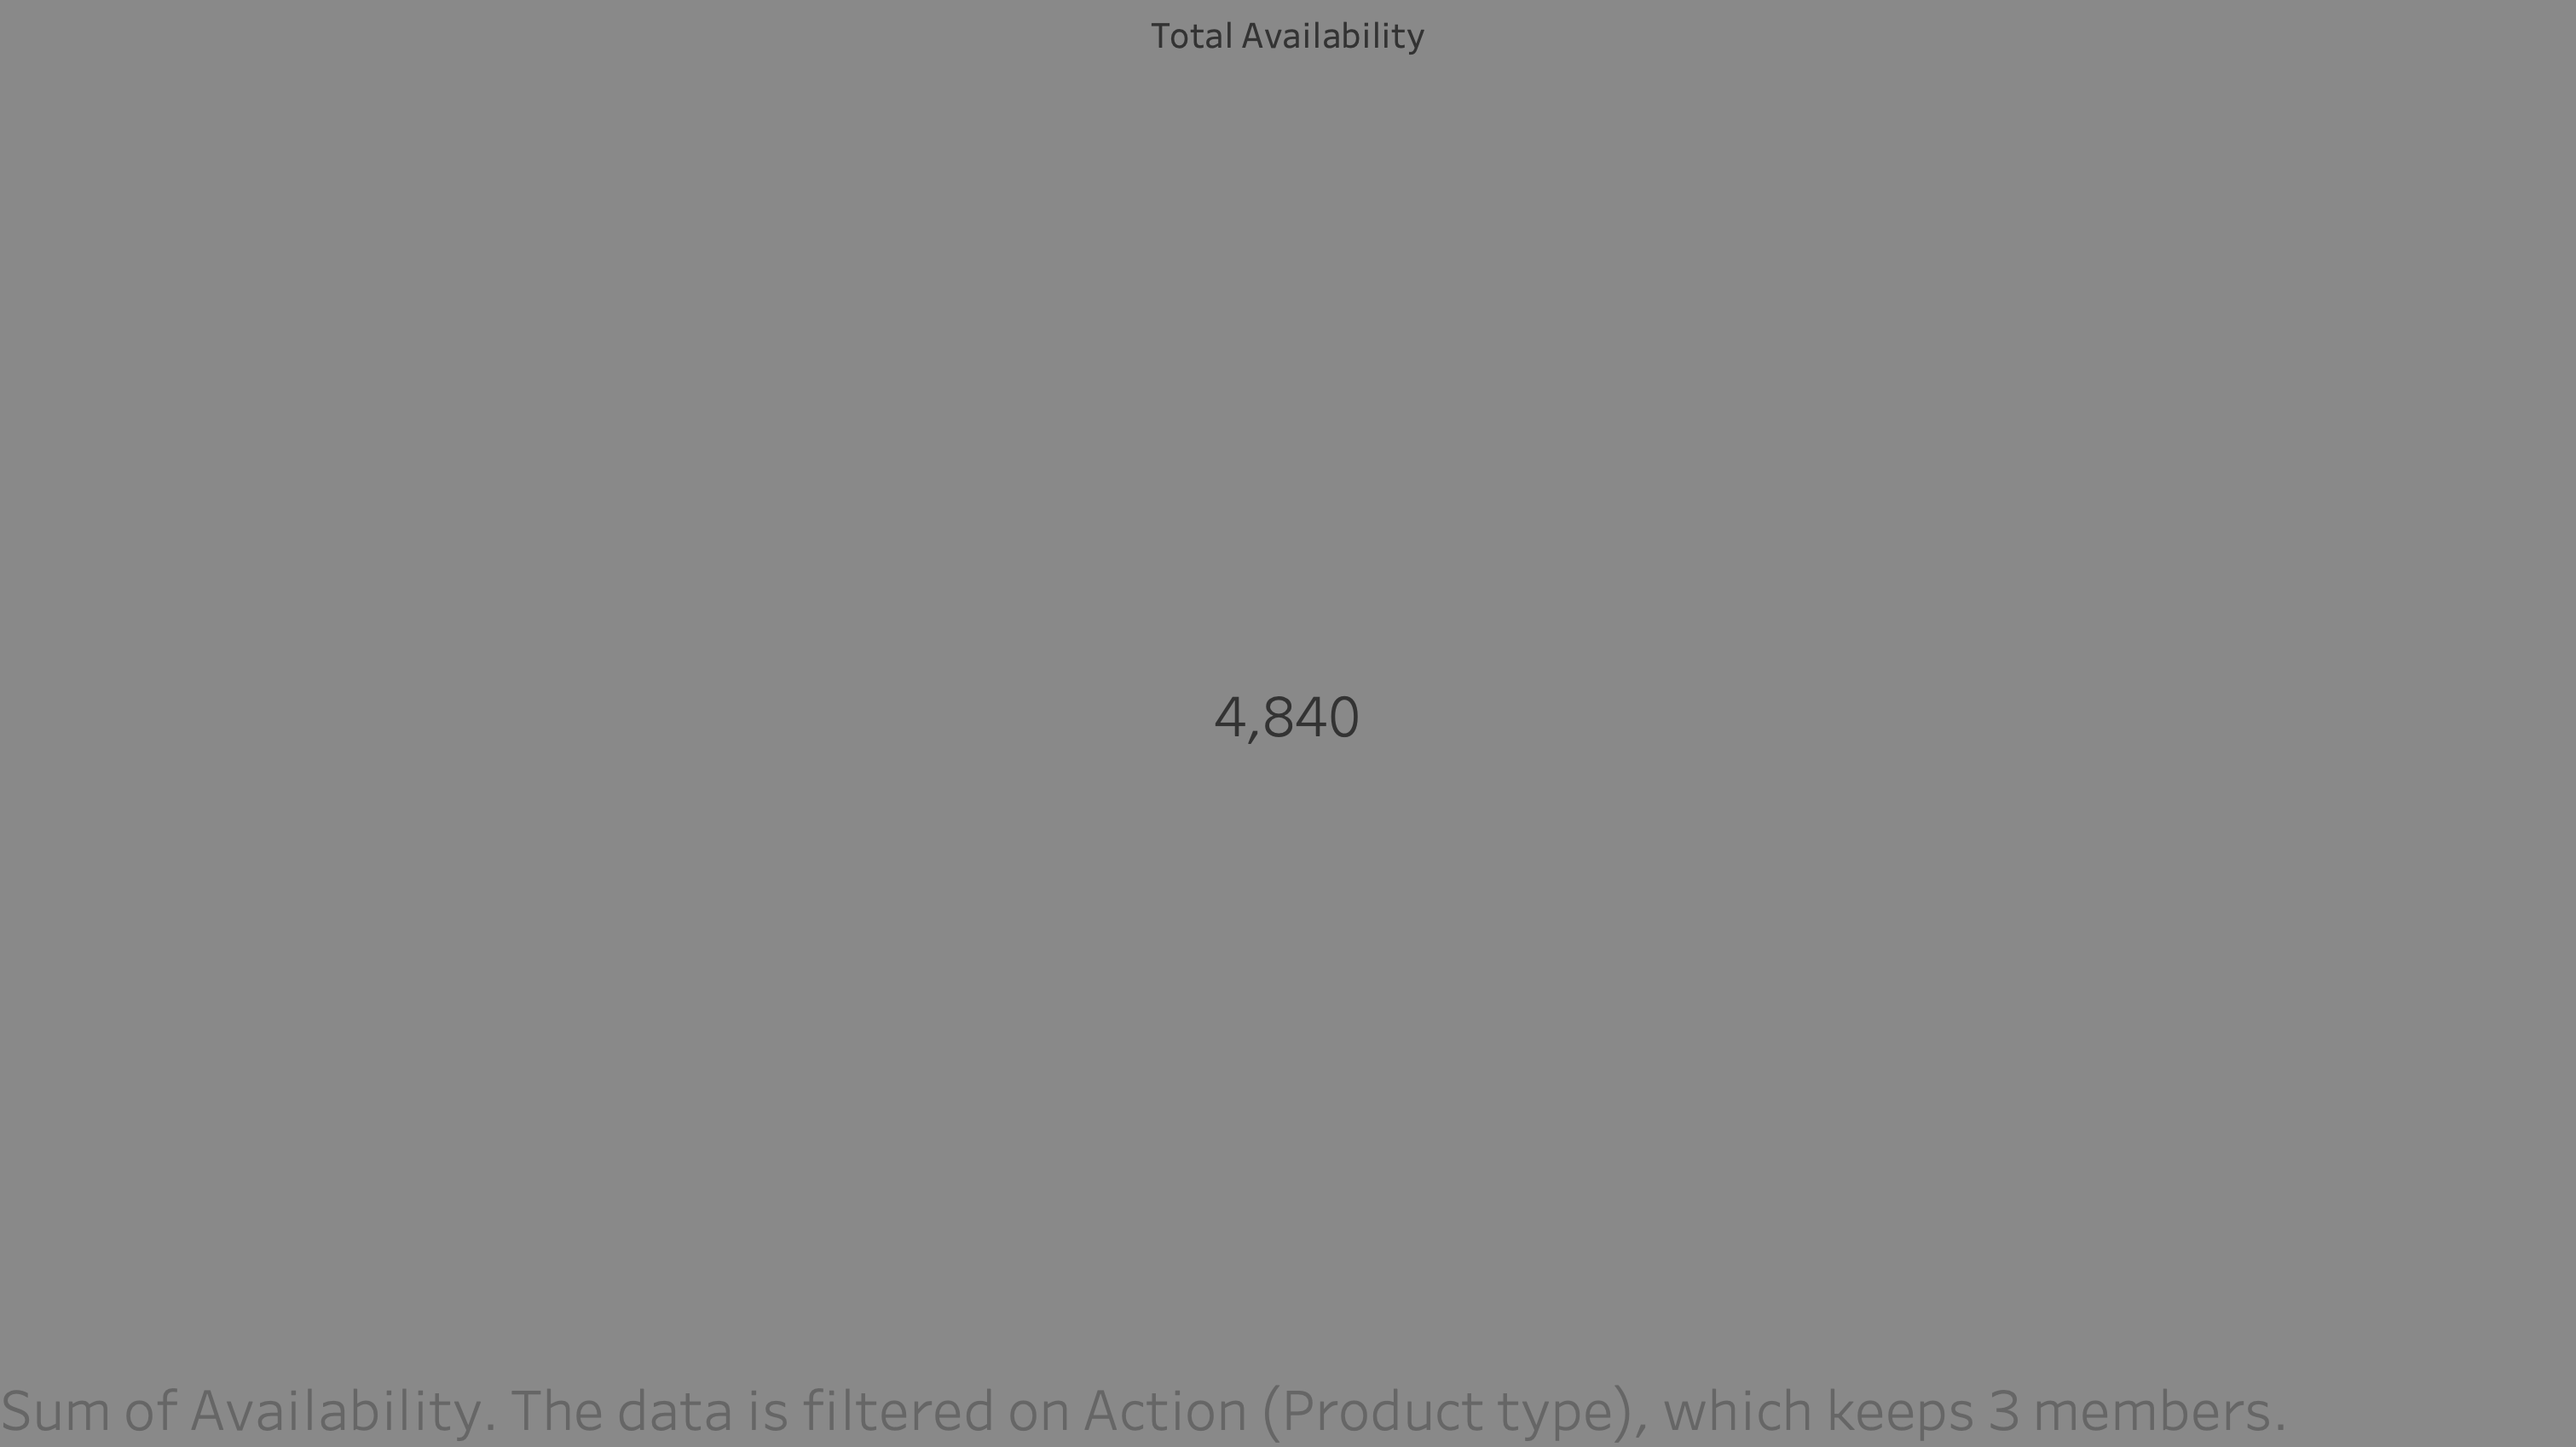 Total Availability
4,840
Sum of Availability. The data is filtered on Action (Product type), which keeps 3 members.